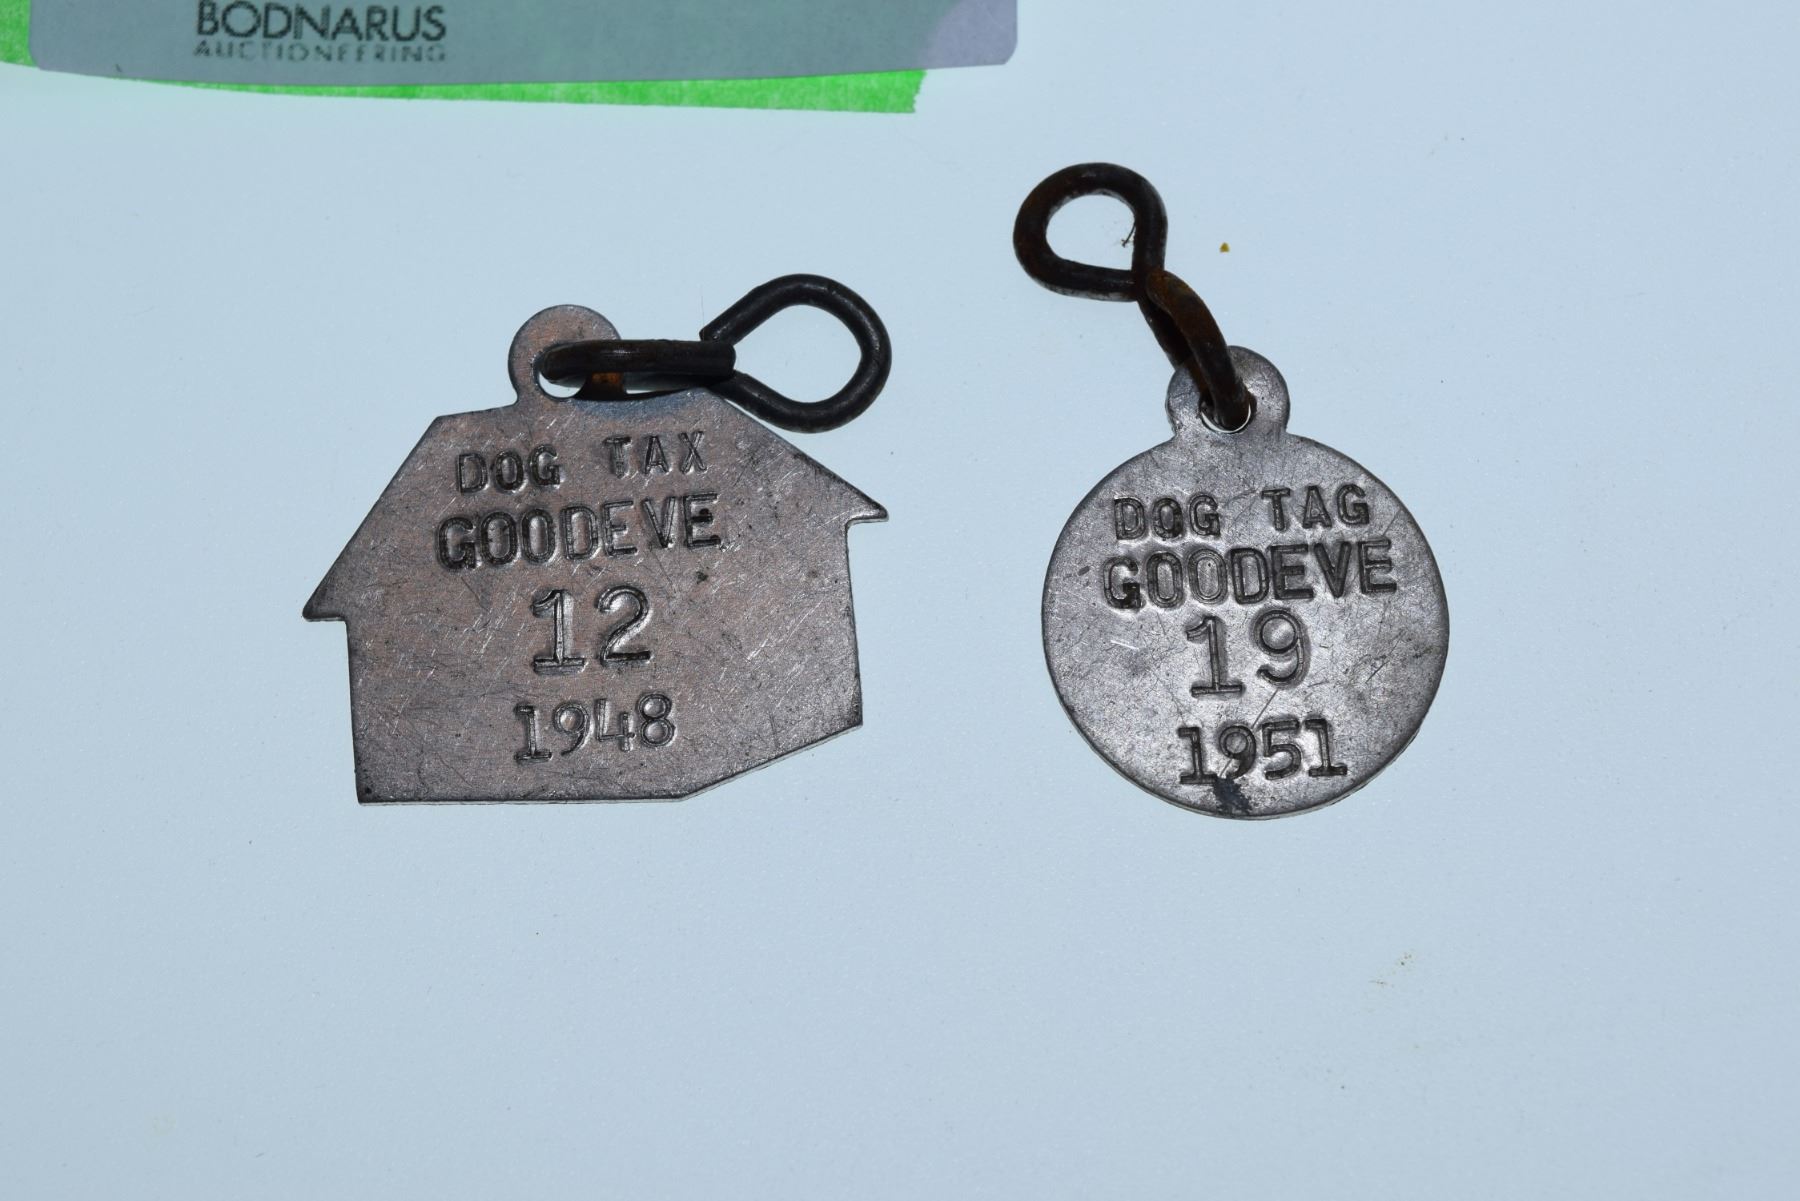 BODNARUS
AUCTIONEERING
DOG TAX
GOODEVE
12
1948
DOG TAG
GOODEVE
19
1951